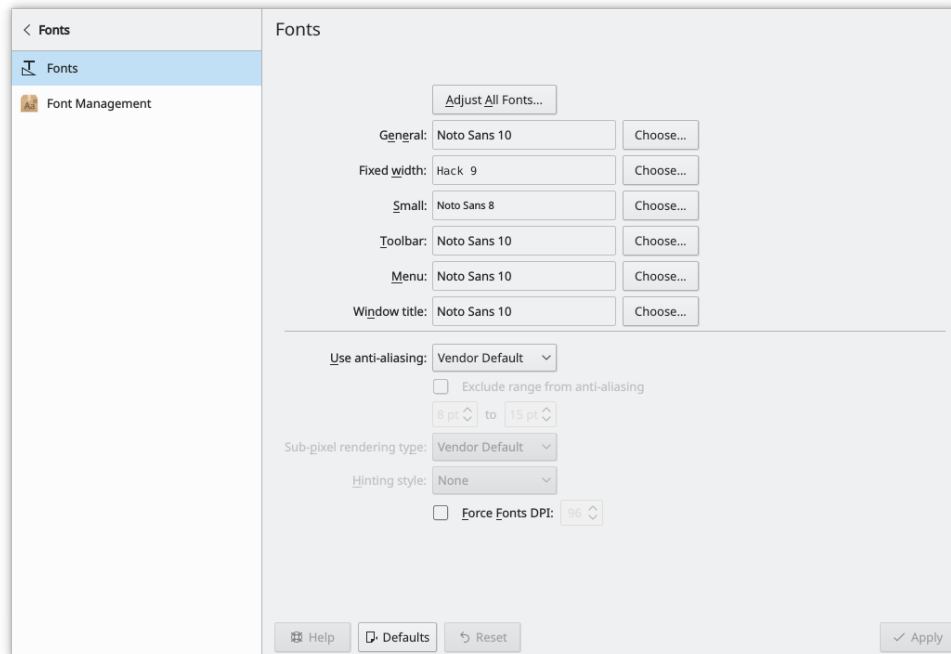 Fonts
Fonts
Font Management
Fonts
Adjust All Fonts...
General: Noto Sans 10 Choose...
Fixed width: Hack 9 Choose...
Small: Noto Sans 8 Choose...
Toolbar: Noto Sans 10 Choose...
Menu: Noto Sans 10 Choose...
Window title: Noto Sans 10 Choose...
Use anti-aliasing: Vendor Default
Exclude range from anti-aliasing
8 pt to 15 pt
Sub-pixel rendering type: Vendor Default
Hinting style: None
Force Fonts DPI: 96
Help Defaults Reset Apply